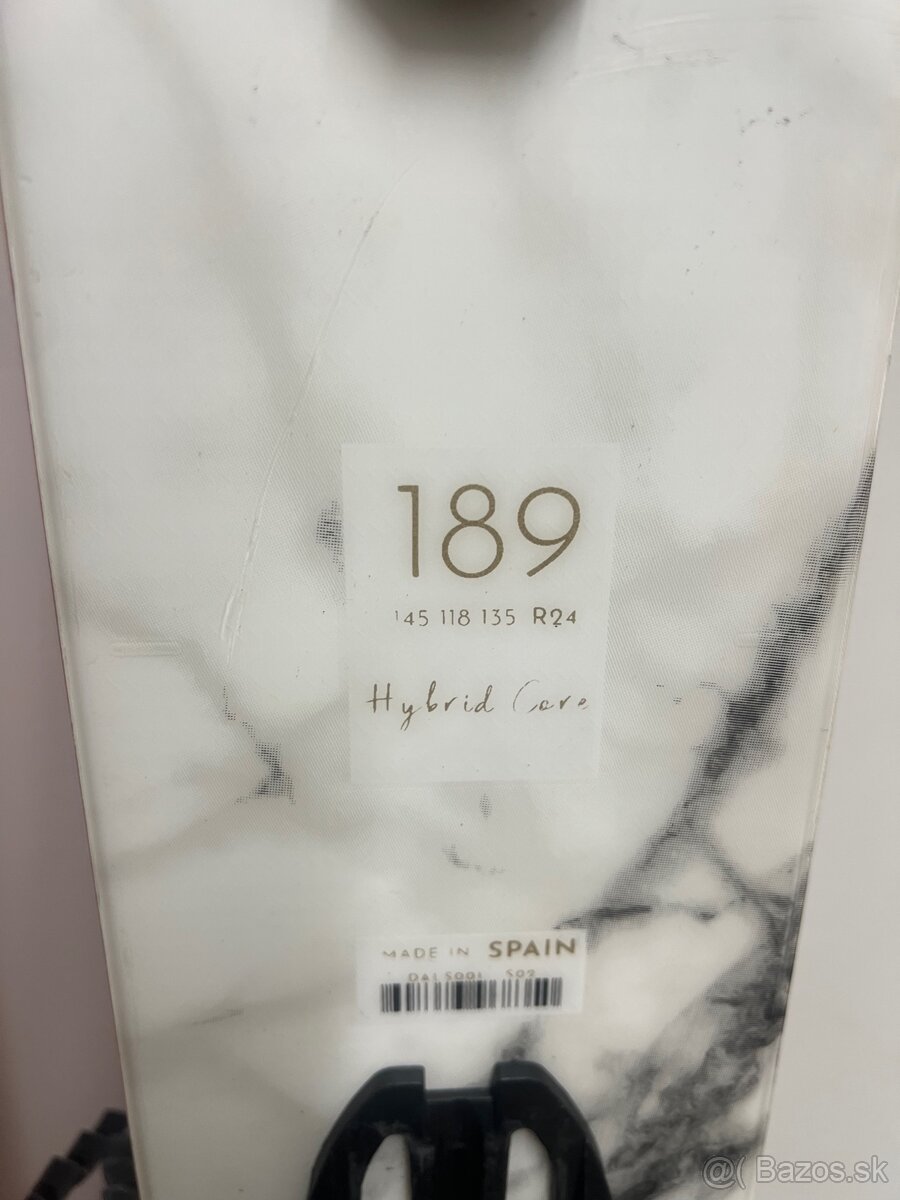 189
145 118 135 R24
Hybrid Core
MADE IN SPAIN
@( Bazos.sk